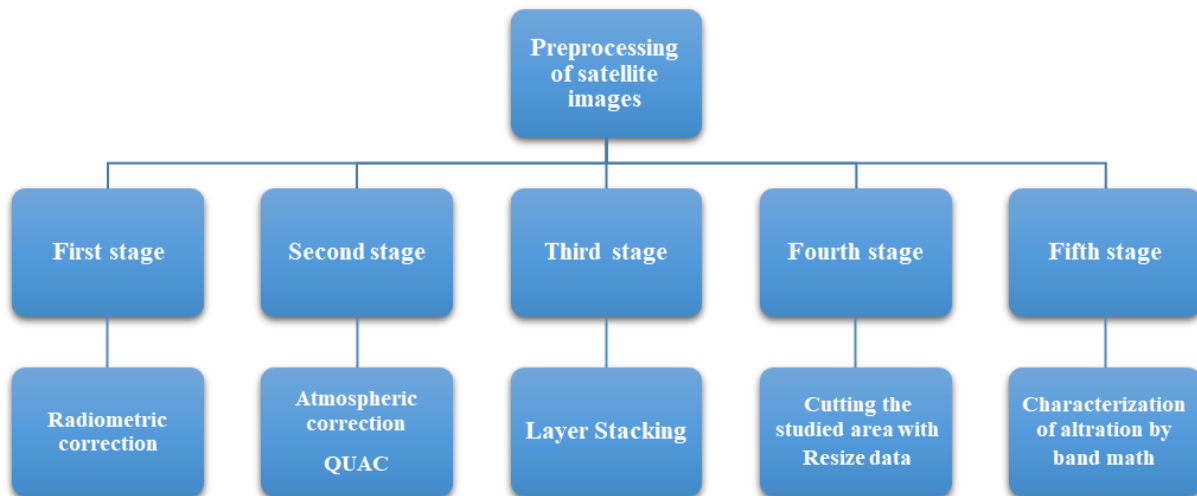 Preprocessing
of satellite
images
First stage
Second stage
Third stage
Fourth stage
Fifth stage
Radiometric
correction
Atmospheric
correction
QUAC
Layer Stacking
Cutting the
studied area with
Resize data
Characterization
of altration by
band math